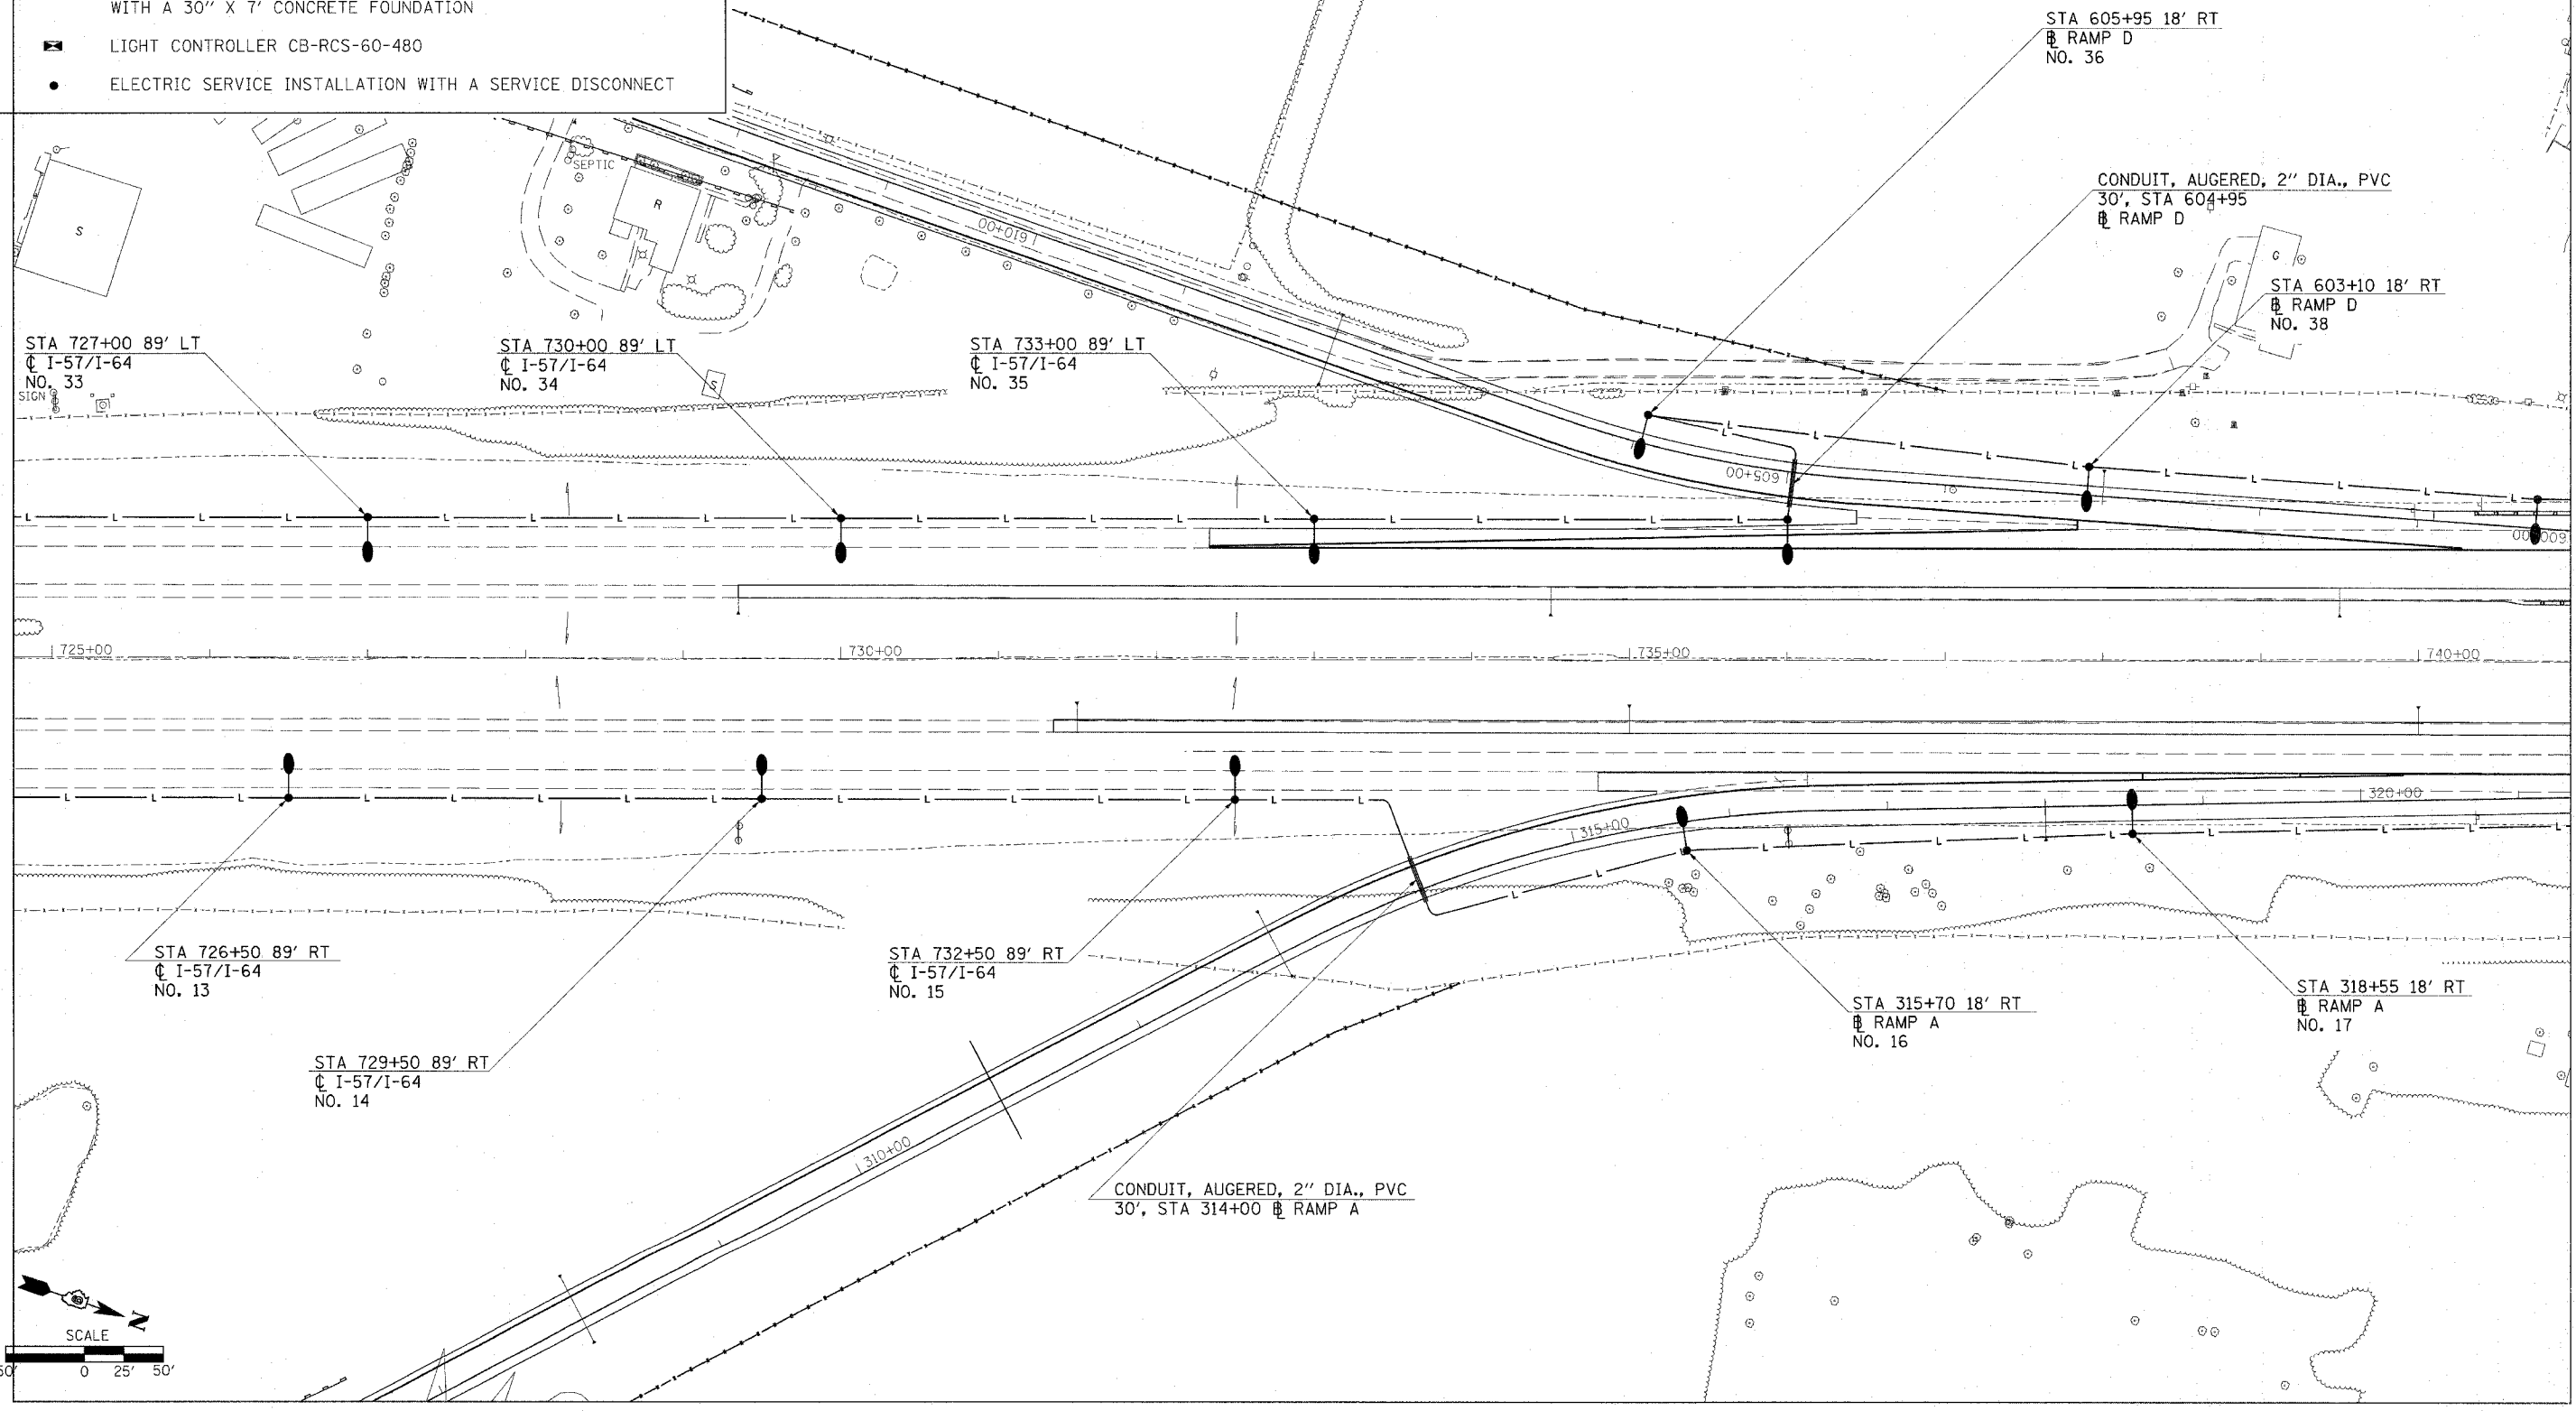 WITH A 30'' X 7' CONCRETE FOUNDATION
LIGHT CONTROLLER CB-RCS-60-480
ELECTRIC SERVICE INSTALLATION WITH A SERVICE DISCONNECT
STA 605+95 18' RT
℄ RAMP D
NO. 36
CONDUIT, AUGERED, 2'' DIA., PVC
30', STA 604+95
℄ RAMP D
STA 603+10 18' RT
℄ RAMP D
NO. 38
SEPTIC
S
R
G
S
610+00
STA 727+00 89' LT
℄ I-57/I-64
NO. 33
SIGN
STA 730+00 89' LT
℄ I-57/I-64
NO. 34
STA 733+00 89' LT
℄ I-57/I-64
NO. 35
605+00
600+00
L L L L L L L L L L L L L L L L L L L
725+00
730+00
735+00
740+00
320+00
315+00
310+00
STA 726+50 89' RT
℄ I-57/I-64
NO. 13
STA 729+50 89' RT
℄ I-57/I-64
NO. 14
STA 732+50 89' RT
℄ I-57/I-64
NO. 15
STA 315+70 18' RT
℄ RAMP A
NO. 16
STA 318+55 18' RT
℄ RAMP A
NO. 17
CONDUIT, AUGERED, 2'' DIA., PVC
30', STA 314+00 ℄ RAMP A
N
SCALE
0 25' 50'